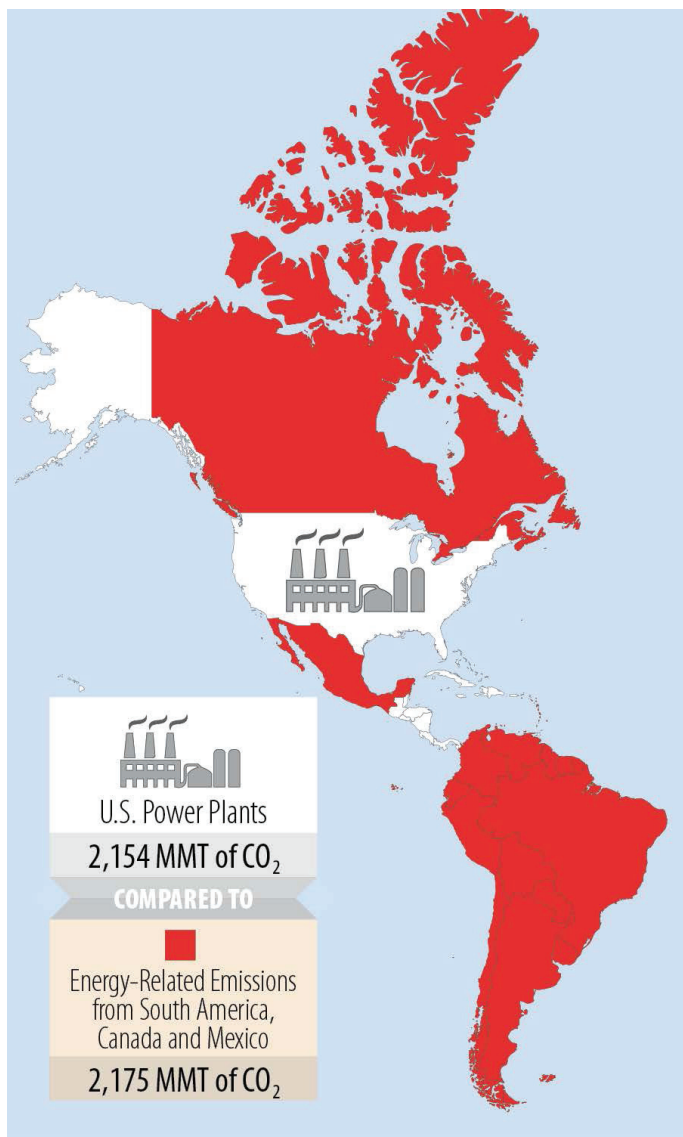 U.S. Power Plants
2,154 MMT of CO₂
COMPARED TO
Energy-Related Emissions
from South America,
Canada and Mexico
2,175 MMT of CO₂